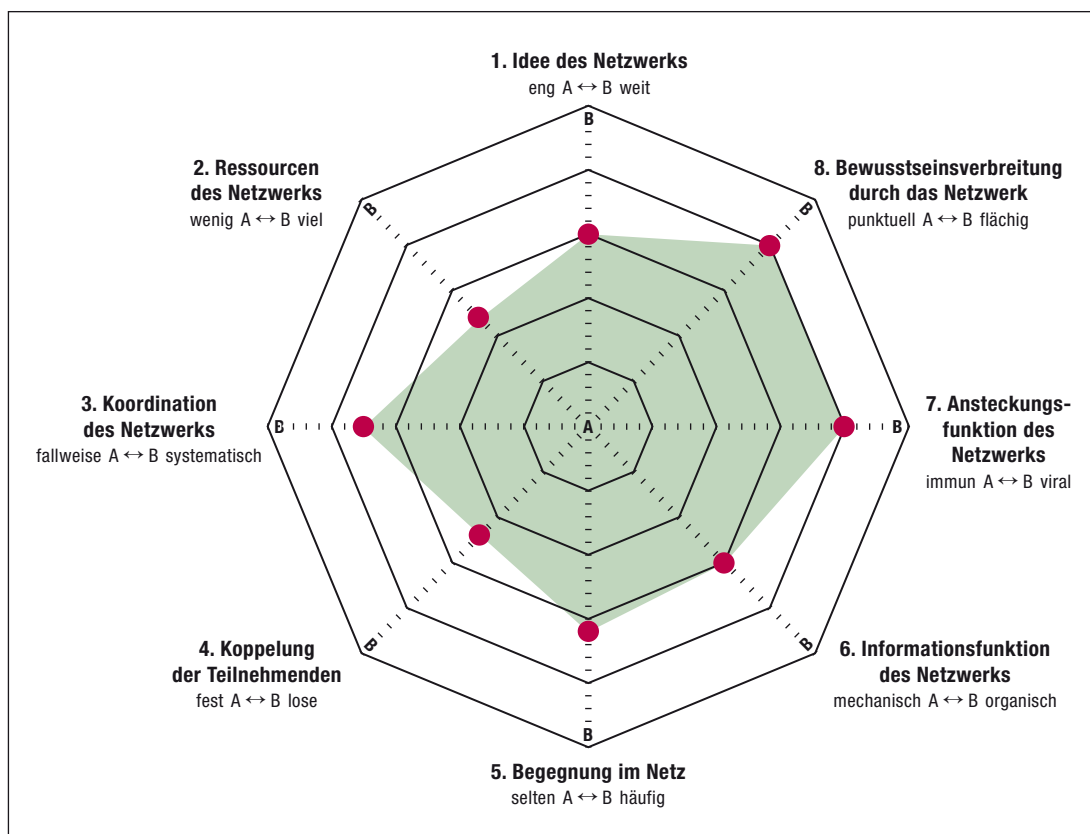 1. Idee des Netzwerks
eng A ↔ B weit
B
2. Ressourcen
des Netzwerks
wenig A ↔ B viel
B
8. Bewusstseinsverbreitung
durch das Netzwerk
punktuell A ↔ B flächig
B
3. Koordination
des Netzwerks
fallweise A ↔ B systematisch
B
A
B
7. Ansteckungs-
funktion des
Netzwerks
immun A ↔ B viral
4. Koppelung
der Teilnehmenden
fest A ↔ B lose
B
6. Informationsfunktion
des Netzwerks
mechanisch A ↔ B organisch
B
B
5. Begegnung im Netz
selten A ↔ B häufig